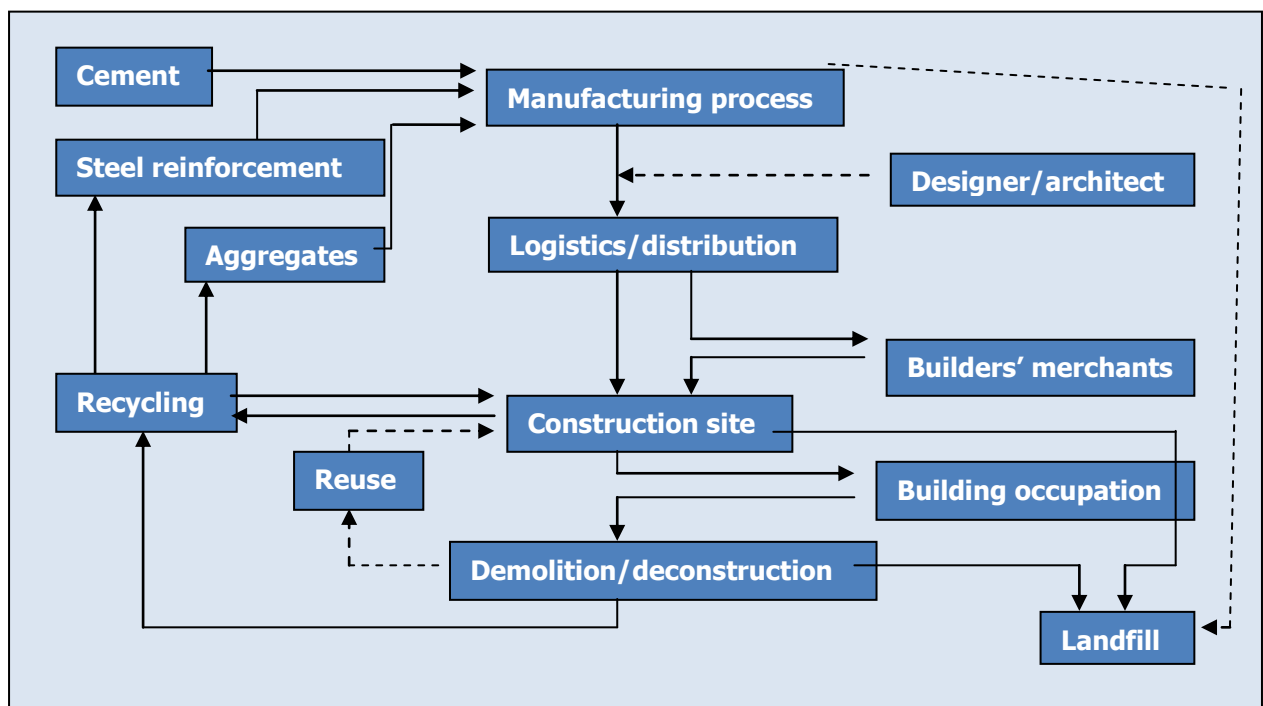 Cement
Manufacturing process
Steel reinforcement
Designer/architect
Aggregates
Logistics/distribution
Builders’ merchants
Recycling
Construction site
Reuse
Building occupation
Demolition/deconstruction
Landfill